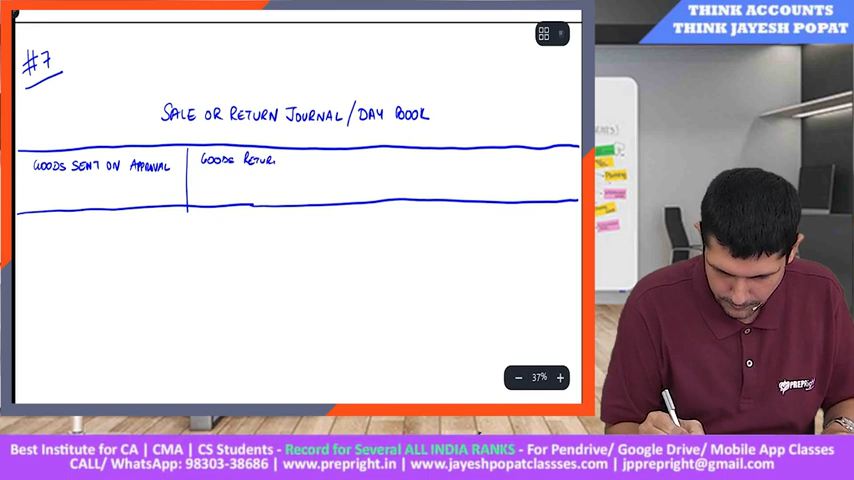 THINK ACCOUNTS
THINK JAYESH POPAT
#7
SALE OR RETURN JOURNAL/DAY BOOK
GOODS SENT ON APPROVAL
GOODS RETUR
37%
Planning
PREPRight
Best Institute for CA | CMA | CS Students - Record for Several ALL INDIA RANKS - For Pendrive/ Google Drive/ Mobile App Classes
CALL/ WhatsApp: 98303-38686 | www.prepright.in | www.jayeshpopatclassses.com | jpprepright@gmail.com